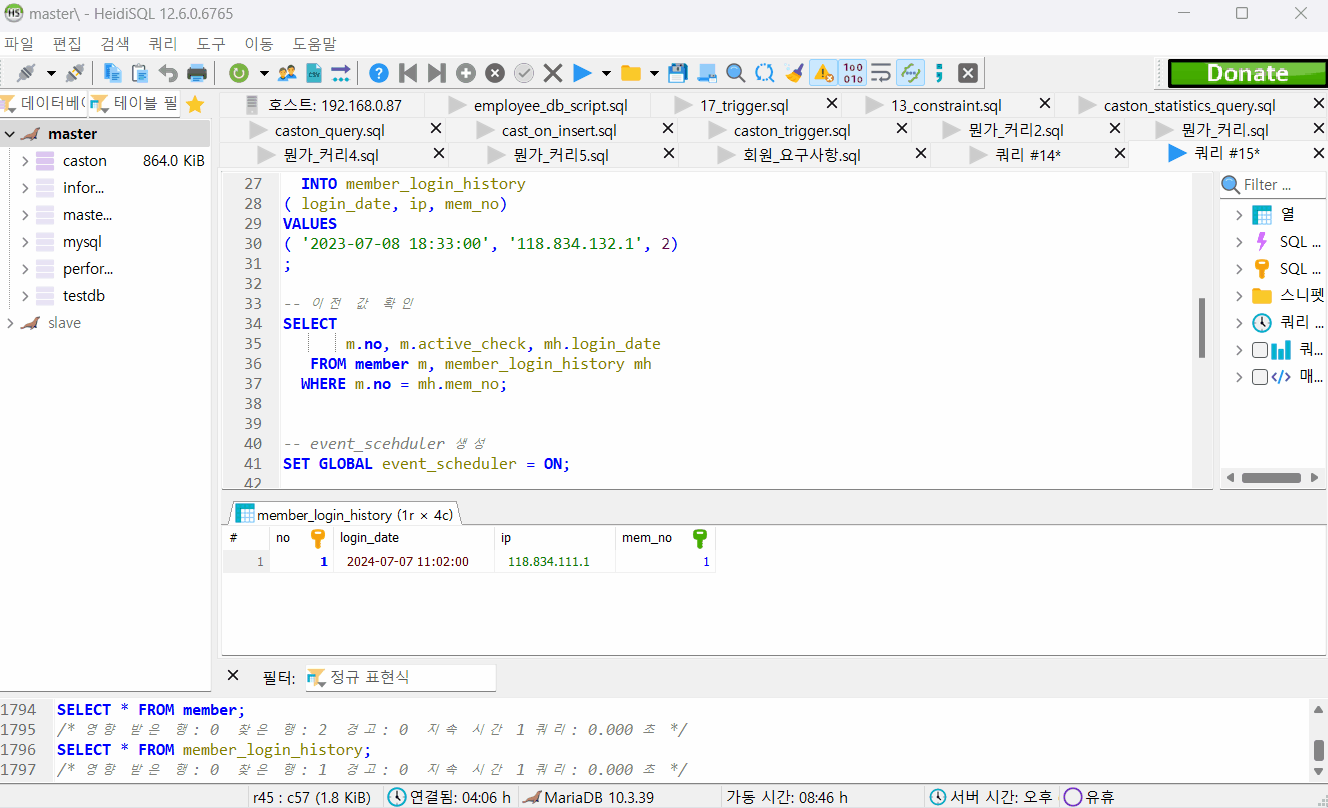 master\ - HeidiSQL 12.6.0.6765
파일 편집 검색 쿼리 도구 이동 도움말
Donate
데이터베 테이블 필
호스트: 192.168.0.87 employee_db_script.sql 17_trigger.sql 13_constraint.sql caston_statistics_query.sql
caston_query.sql cast_on_insert.sql caston_trigger.sql 뭔가_커리2.sql 뭔가_커리.sql
뭔가_커리4.sql 뭔가_커리5.sql 회원_요구사항.sql 쿼리 #14* 쿼리 #15*
master
caston 864.0 KiB
infor...
maste...
mysql
perfor...
testdb
slave
27 INTO member_login_history
28 ( login_date, ip, mem_no)
29 VALUES
30 ( '2023-07-08 18:33:00', '118.834.132.1', 2)
31 ;
32
33 -- 이전 값 확인
34 SELECT
35 m.no, m.active_check, mh.login_date
36 FROM member m, member_login_history mh
37 WHERE m.no = mh.mem_no;
38
39
40 -- event_scehduler 생성
41 SET GLOBAL event_scheduler = ON;
42
Filter ...
열
SQL ...
SQL ...
스니펫
쿼리 ...
쿼...
매...
member_login_history (1r × 4c)
# no login_date ip mem_no
1 1 2024-07-07 11:02:00 118.834.111.1 1
필터: 정규 표현식
1794 SELECT * FROM member;
1795 /* 영향 받은 행: 0 찾은 행: 2 경고: 0 지속 시간 1 쿼리: 0.000 초 */
1796 SELECT * FROM member_login_history;
1797 /* 영향 받은 행: 0 찾은 행: 1 경고: 0 지속 시간 1 쿼리: 0.000 초 */
r45 : c57 (1.8 KiB) 연결됨: 04:06 h MariaDB 10.3.39 가동 시간: 08:46 h 서버 시간: 오후 유휴